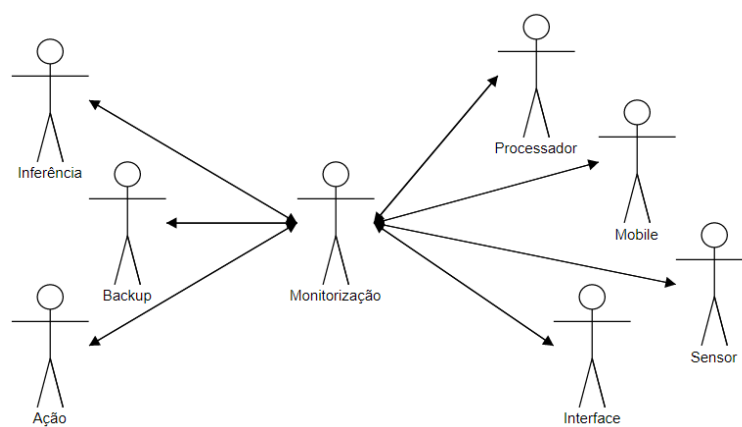 Processador
Inferência
Mobile
Backup
Monitorização
Sensor
Ação
Interface